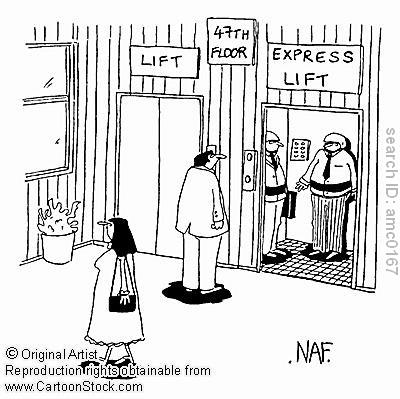 47TH
FLOOR
LIFT
EXPRESS
LIFT
search ID: amc0167
.NAF.
© Original Artist
Reproduction rights obtainable from
www.CartoonStock.com